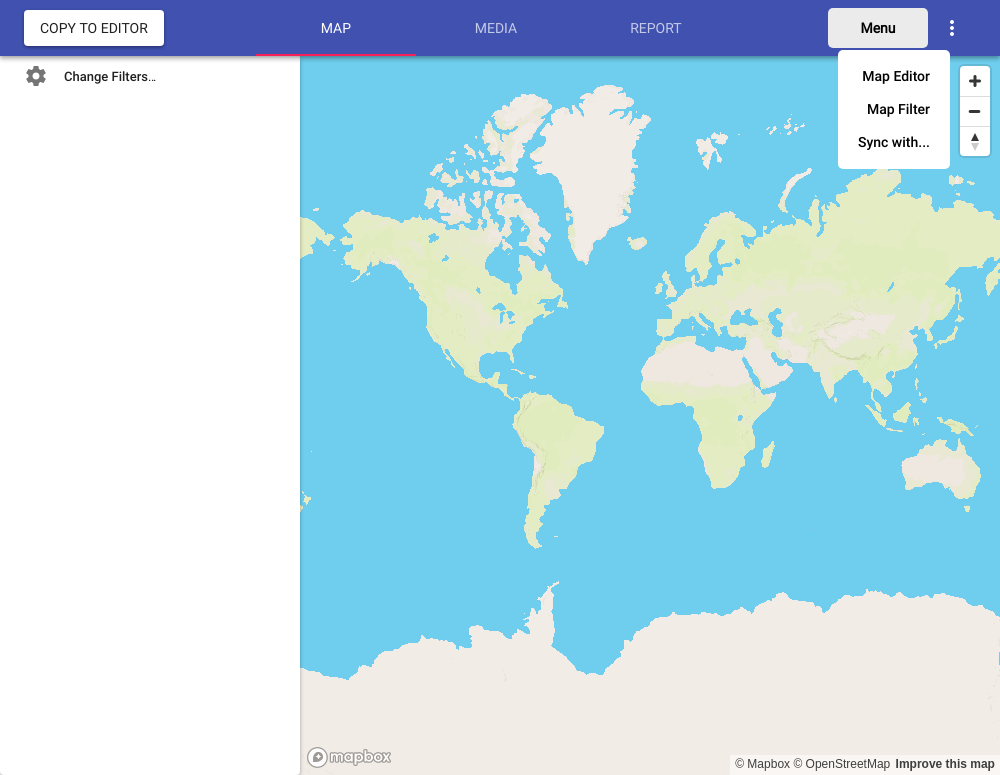 COPY TO EDITOR
MAP
MEDIA
REPORT
Menu
Change Filters…
Map Editor
Map Filter
Sync with...
mapbox
© Mapbox © OpenStreetMap Improve this map